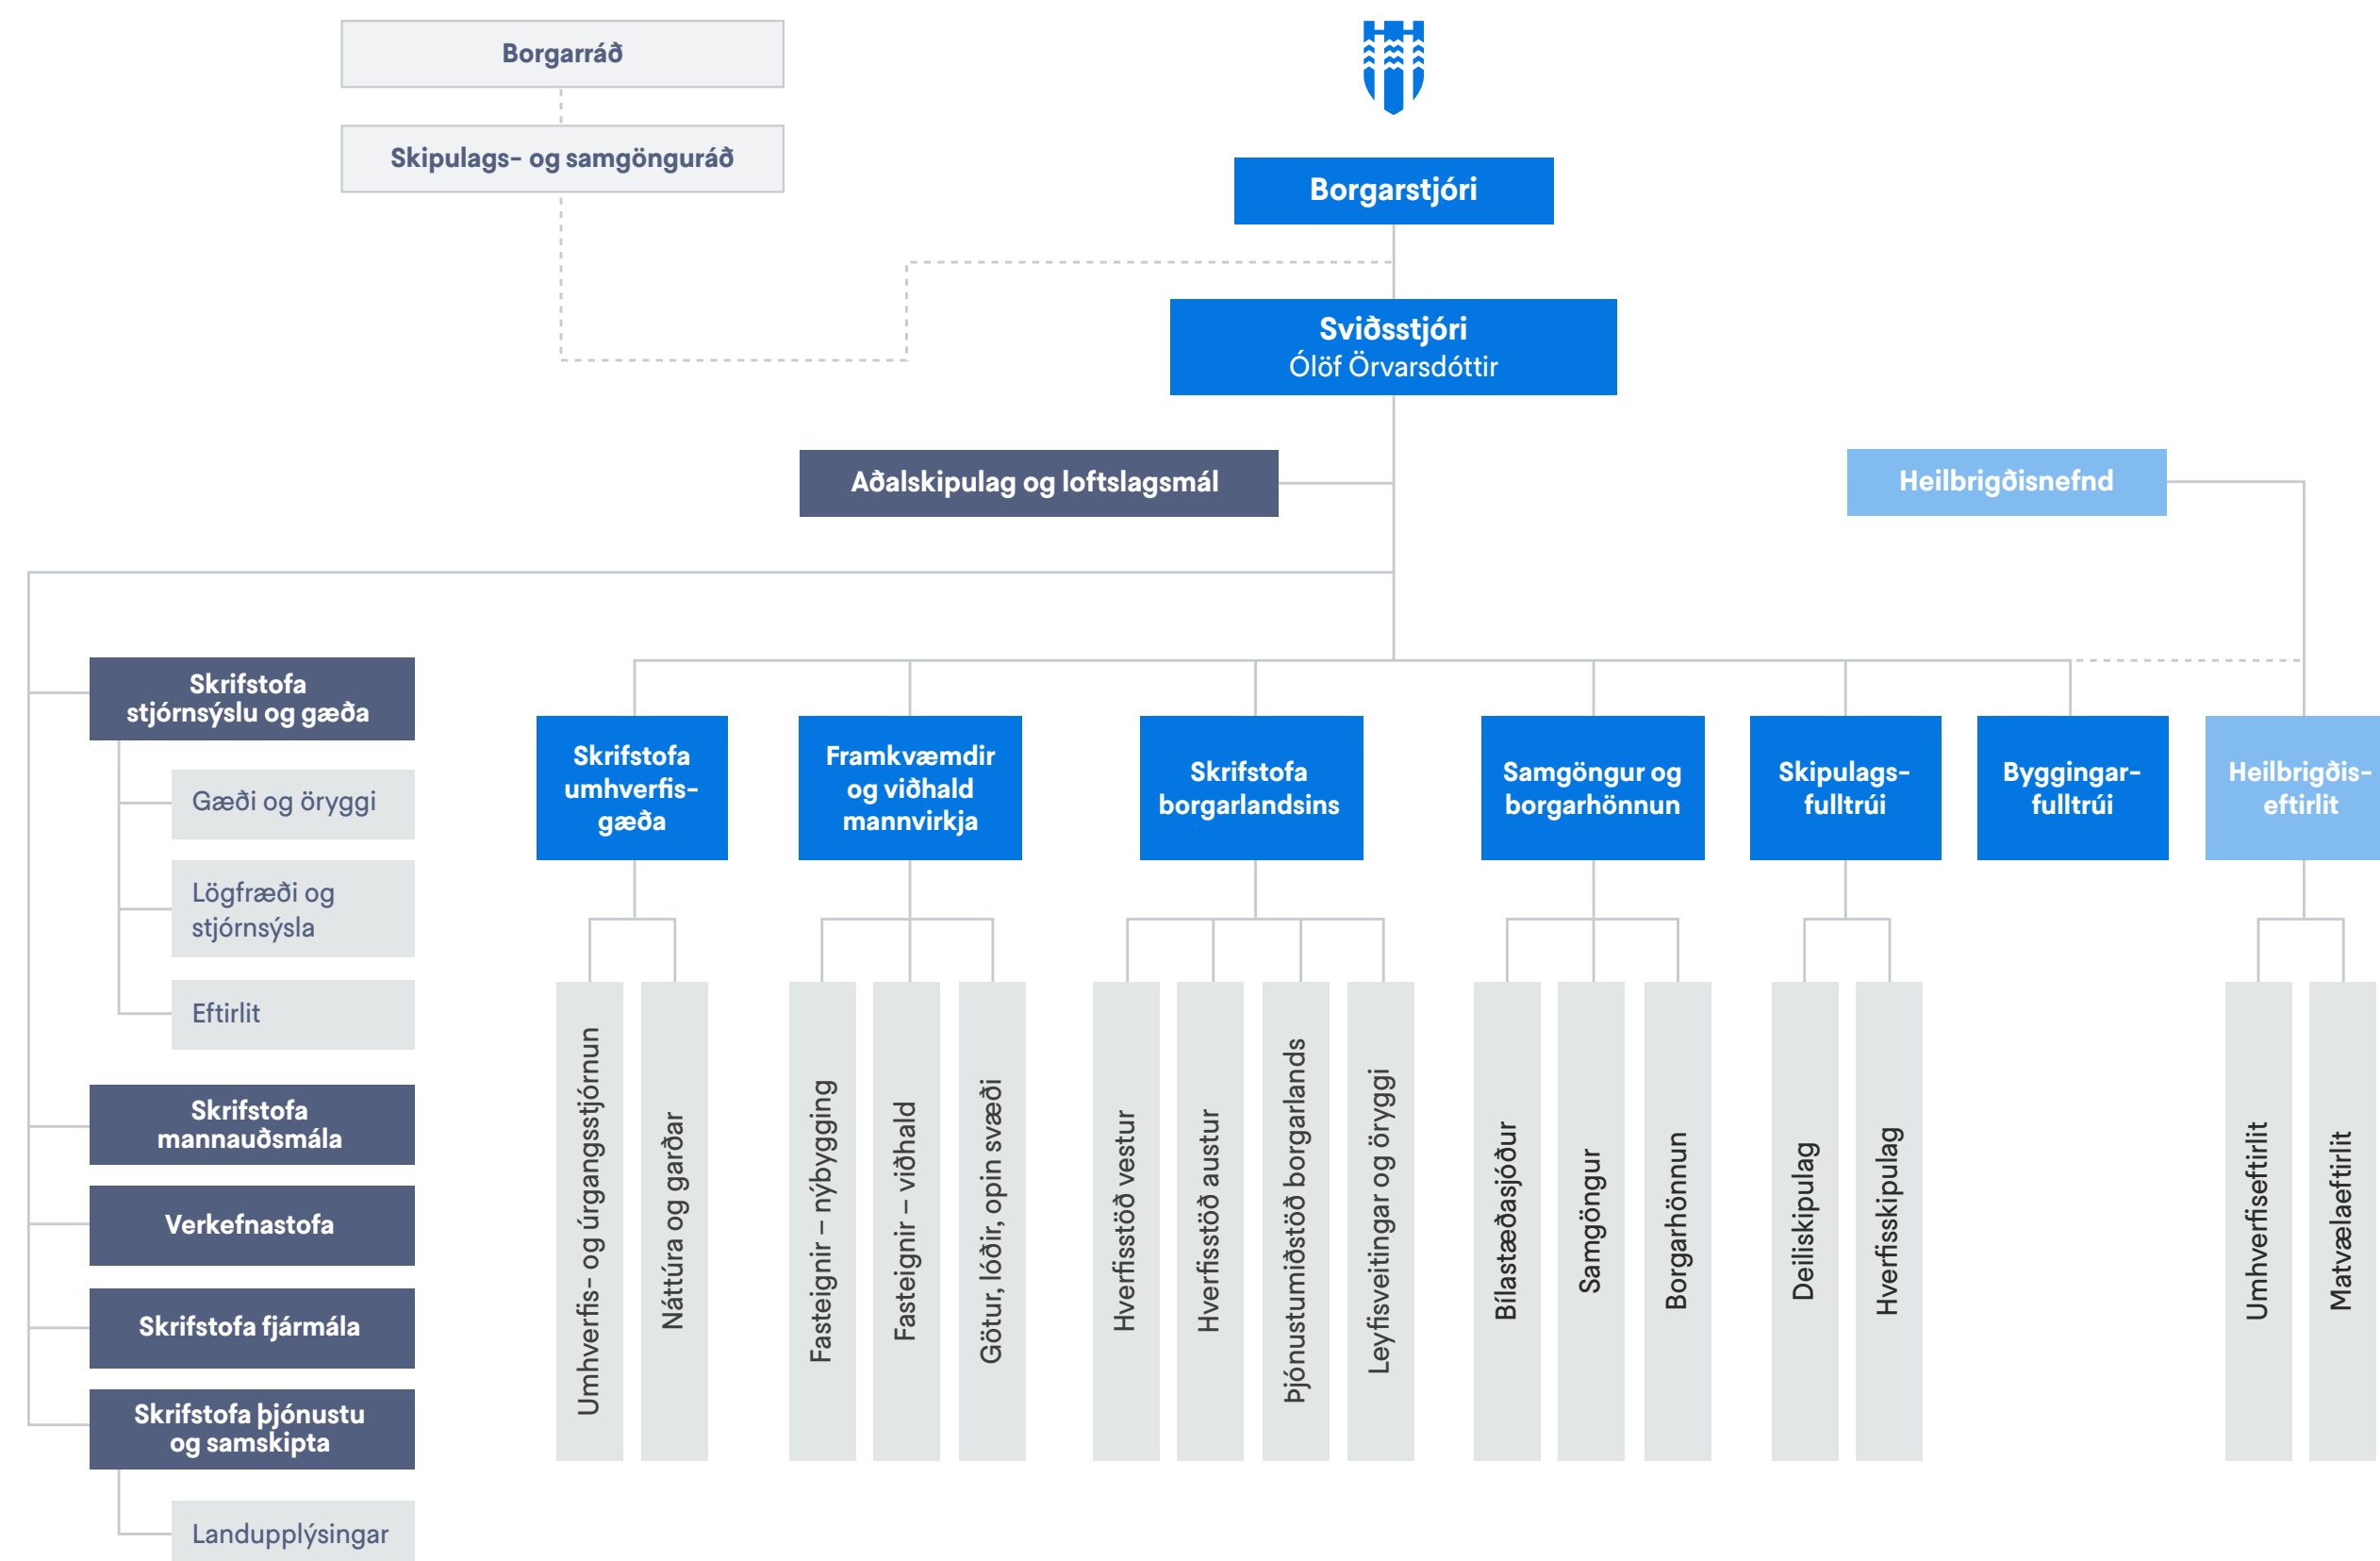 Borgarráð
Skipulags- og samgönguráð
Borgarstjóri
Sviðsstjóri
Ólöf Örvarsdóttir
Aðalskipulag og loftslagsmál
Heilbrigðisnefnd
Skrifstofa
stjórnsýslu og gæða
Gæði og öryggi
Lögfræði og
stjórnsýsla
Eftirlit
Skrifstofa
mannauðsmála
Verkefnastofa
Skrifstofa fjármála
Skrifstofa þjónustu
og samskipta
Landupplýsingar
Skrifstofa
umhverfis-
gæða
Umhverfis- og úrgangsstjórnun
Náttúra og garðar
Framkvæmdir
og viðhald
mannvirkja
Fasteignir – nýbygging
Fasteignir – viðhald
Götur, lóðir, opin svæði
Skrifstofa
borgarlandsins
Hverfisstöð vestur
Hverfisstöð austur
Þjónustumiðstöð borgarlands
Leyfisveitingar og öryggi
Samgöngur og
borgarhönnun
Bílastæðasjóður
Samgöngur
Borgarhönnun
Skipulags-
fulltrúi
Deiliskipulag
Hverfisskipulag
Byggingar-
fulltrúi
Heilbrigðis-
eftirlit
Umhverfiseftirlit
Matvælaeftirlit